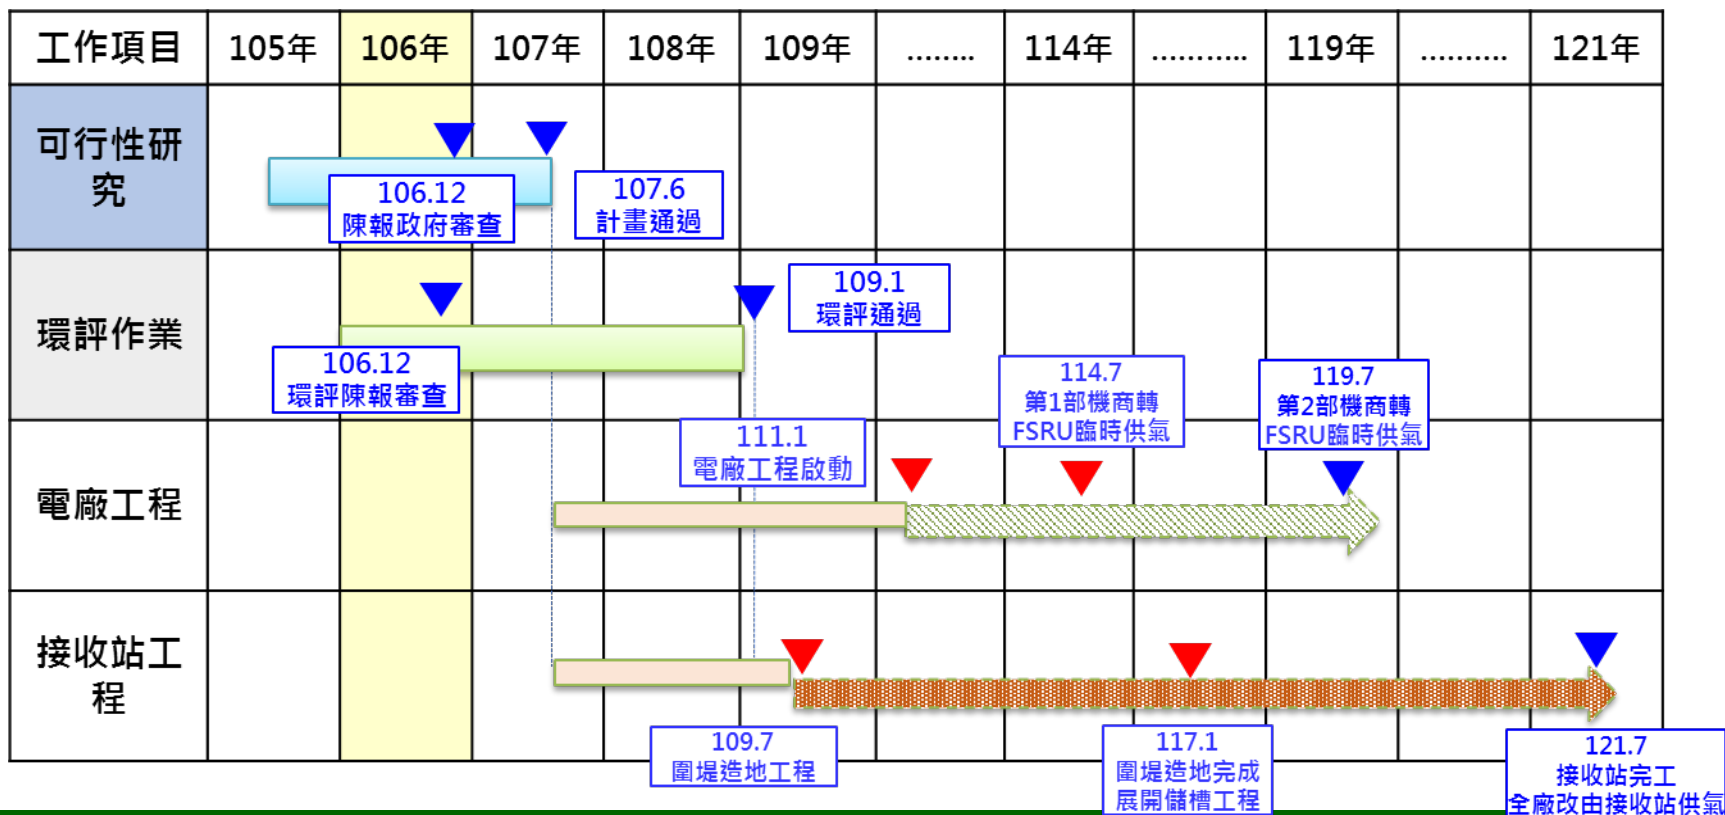 工作項目 105年 106年 107年 108年 109年 ........ 114年 ........... 119年 .......... 121年
可行性研
究
106.12
陳報政府審查
107.6
計畫通過
環評作業
106.12
環評陳報審查
109.1
環評通過
電廠工程
111.1
電廠工程啟動
114.7
第1部機商轉
FSRU臨時供氣
119.7
第2部機商轉
FSRU臨時供氣
接收站工
程
109.7
圍堤造地工程
117.1
圍堤造地完成
展開儲槽工程
121.7
接收站完工
全廠改由接收站供氣